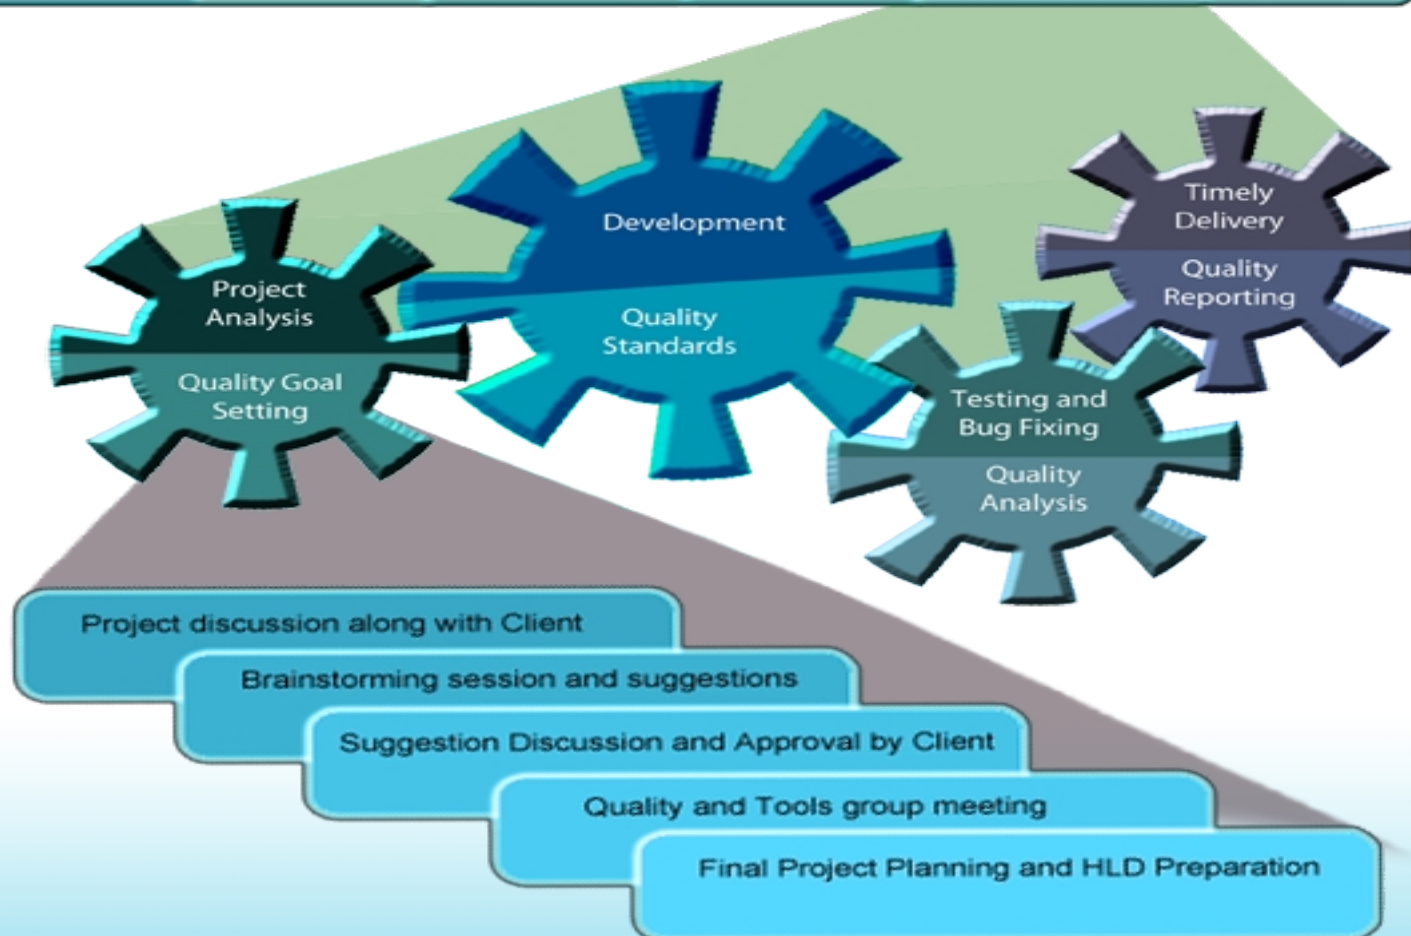 Project
Analysis
Quality Goal
Setting
Development
Quality
Standards
Testing and
Bug Fixing
Quality
Analysis
Timely
Delivery
Quality
Reporting
Project discussion along with Client
Brainstorming session and suggestions
Suggestion Discussion and Approval by Client
Quality and Tools group meeting
Final Project Planning and HLD Preparation